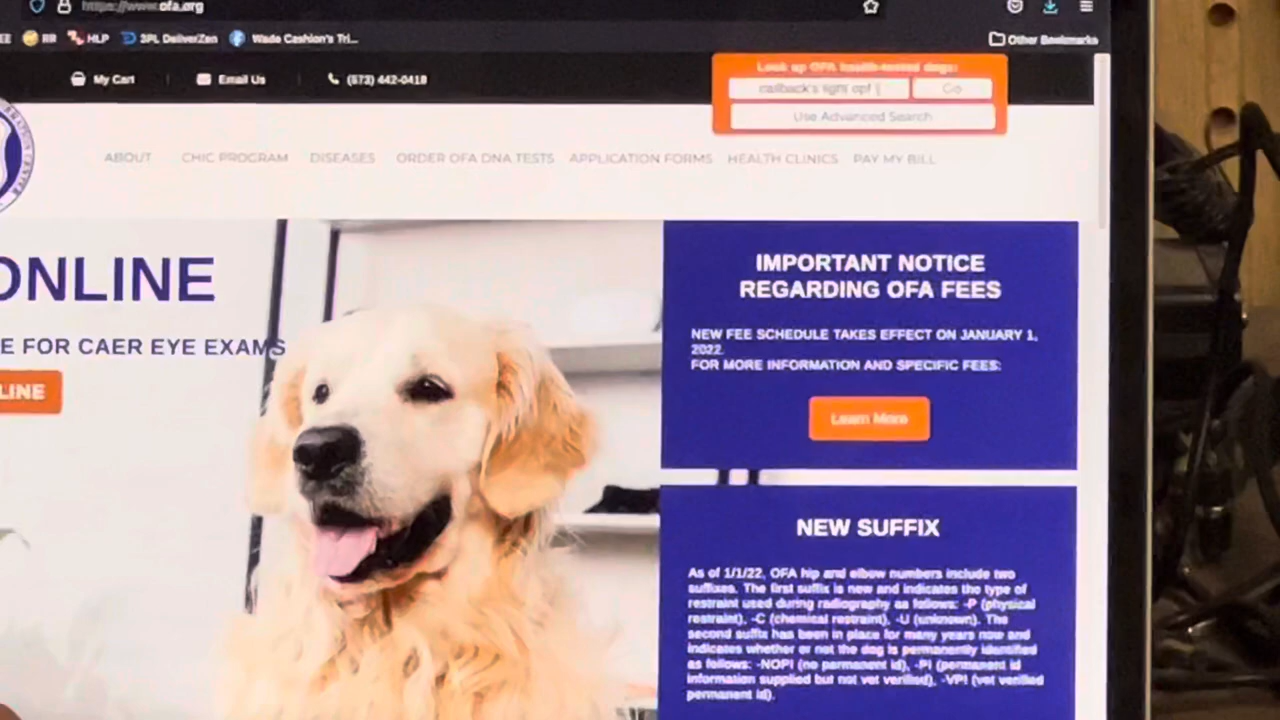 https://www.ofa.org
EE RR HLP 3PL DeliverZen Wade Cashion's Tri... Other Bookmarks
My Cart Email Us (573) 442-0418
Look up OFA health-tested dogs:
callback's light opf Go
Use Advanced Search
ABOUT CHIC PROGRAM DISEASES ORDER OFA DNA TESTS APPLICATION FORMS HEALTH CLINICS PAY MY BILL
ONLINE
E FOR CAER EYE EXAMS
LINE
IMPORTANT NOTICE
REGARDING OFA FEES
NEW FEE SCHEDULE TAKES EFFECT ON JANUARY 1,
2022.
FOR MORE INFORMATION AND SPECIFIC FEES:
Learn More
NEW SUFFIX
As of 1/1/22, OFA hip and elbow numbers include two
suffixes. The first suffix is new and indicates the type of
restraint used during radiography as follows: -P (physical
restraint), -C (chemical restraint), -U (unknown). The
second suffix has been in place for many years now and
indicates whether or not the dog is permanently identified
as follows: -NOPI (no permanent id), -PI (permanent id
information supplied but not vet verified), -VPI (vet verified
permanent id).